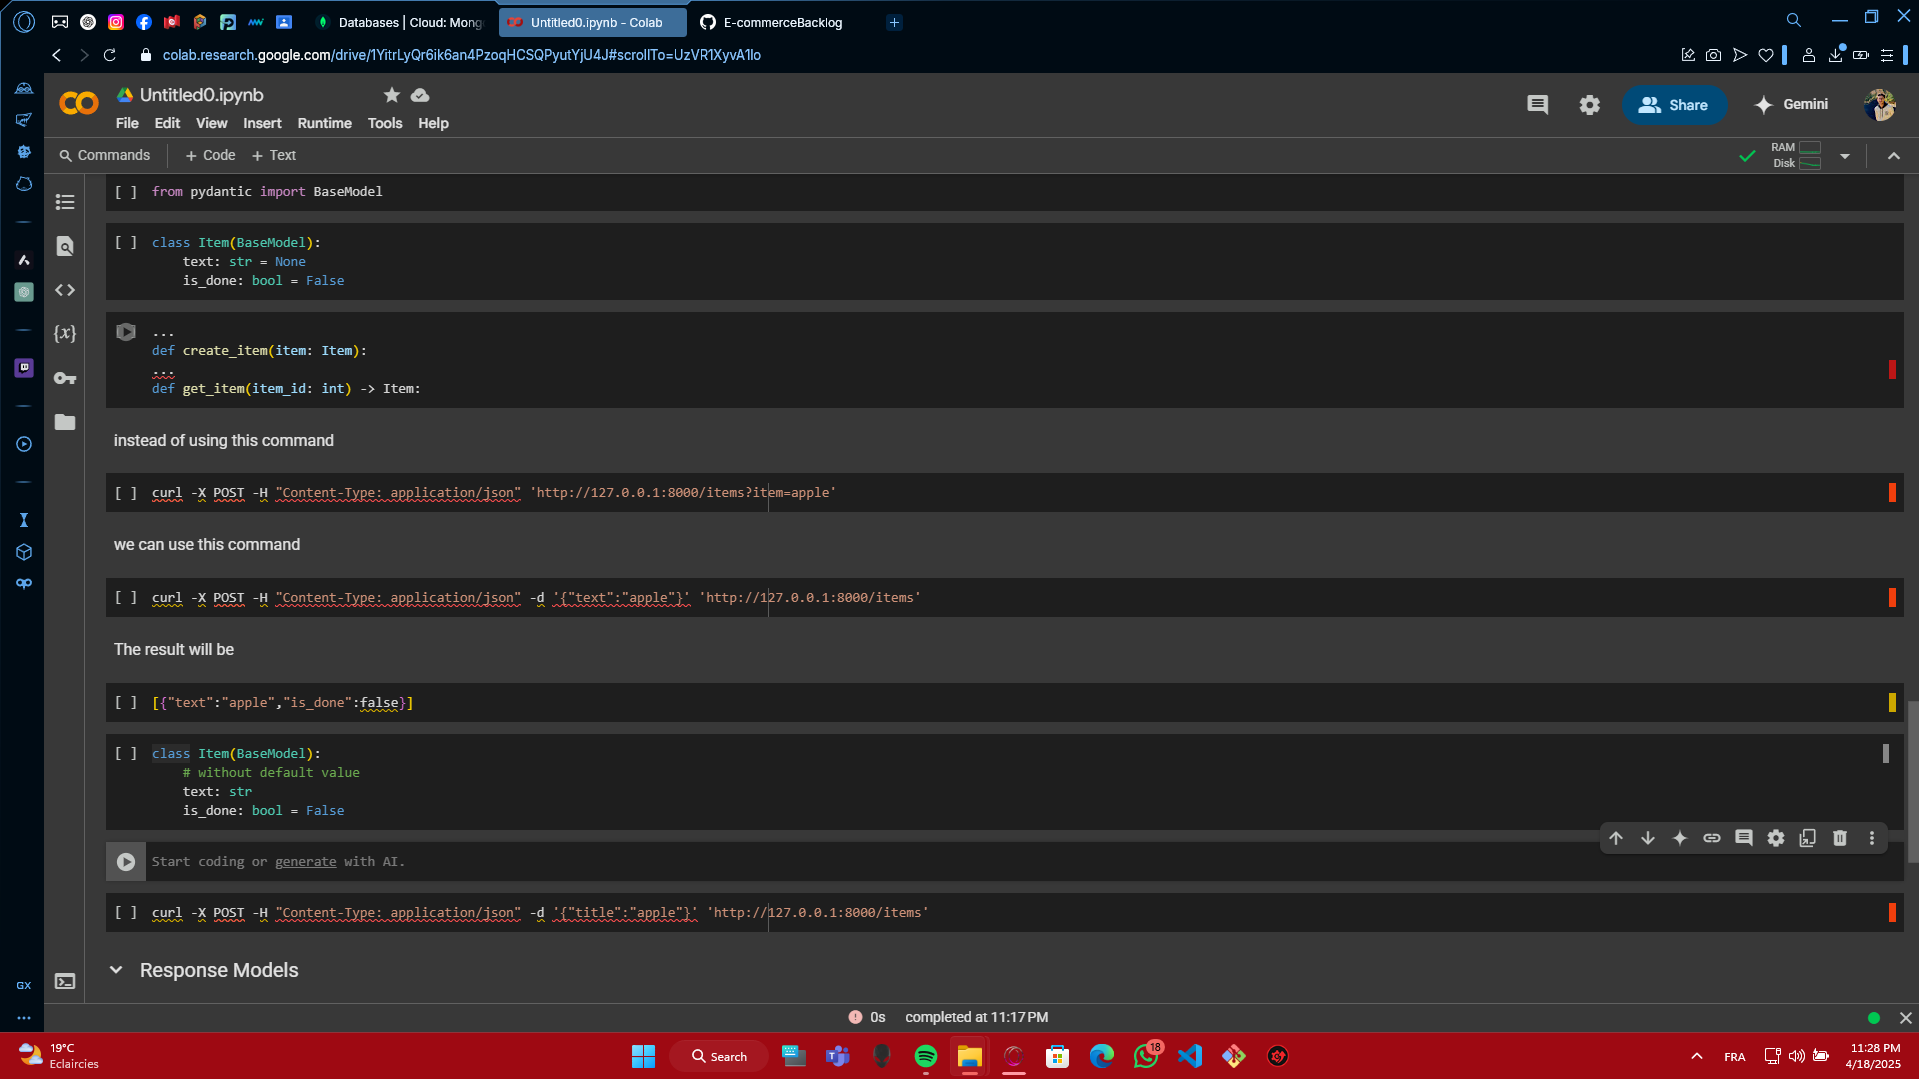 Databases | Cloud: Mong
Untitled0.ipynb - Colab
E-commerceBacklog
colab.research.google.com/drive/1YitrLyQr6ik6an4PzoqHCSQPyutYjU4J#scrollTo=UzVR1XyvA1lo
Untitled0.ipynb
Share
Gemini
File Edit View Insert Runtime Tools Help
Commands + Code + Text
RAM
Disk
[ ] from pydantic import BaseModel
[ ] class Item(BaseModel):
text: str = None
is_done: bool = False
...
def create_item(item: Item):
...
def get_item(item_id: int) -> Item:
instead of using this command
[ ] curl -X POST -H "Content-Type: application/json" 'http://127.0.0.1:8000/items?item=apple'
we can use this command
[ ] curl -X POST -H "Content-Type: application/json" -d '{"text":"apple"}' 'http://127.0.0.1:8000/items'
The result will be
[ ] [{"text":"apple","is_done":false}]
[ ] class Item(BaseModel):
# without default value
text: str
is_done: bool = False
Start coding or generate with AI.
[ ] curl -X POST -H "Content-Type: application/json" -d '{"title":"apple"}' 'http://127.0.0.1:8000/items'
Response Models
GX
0s completed at 11:17 PM
19°C
Eclaircies
Search
18
FRA
11:28 PM
4/18/2025